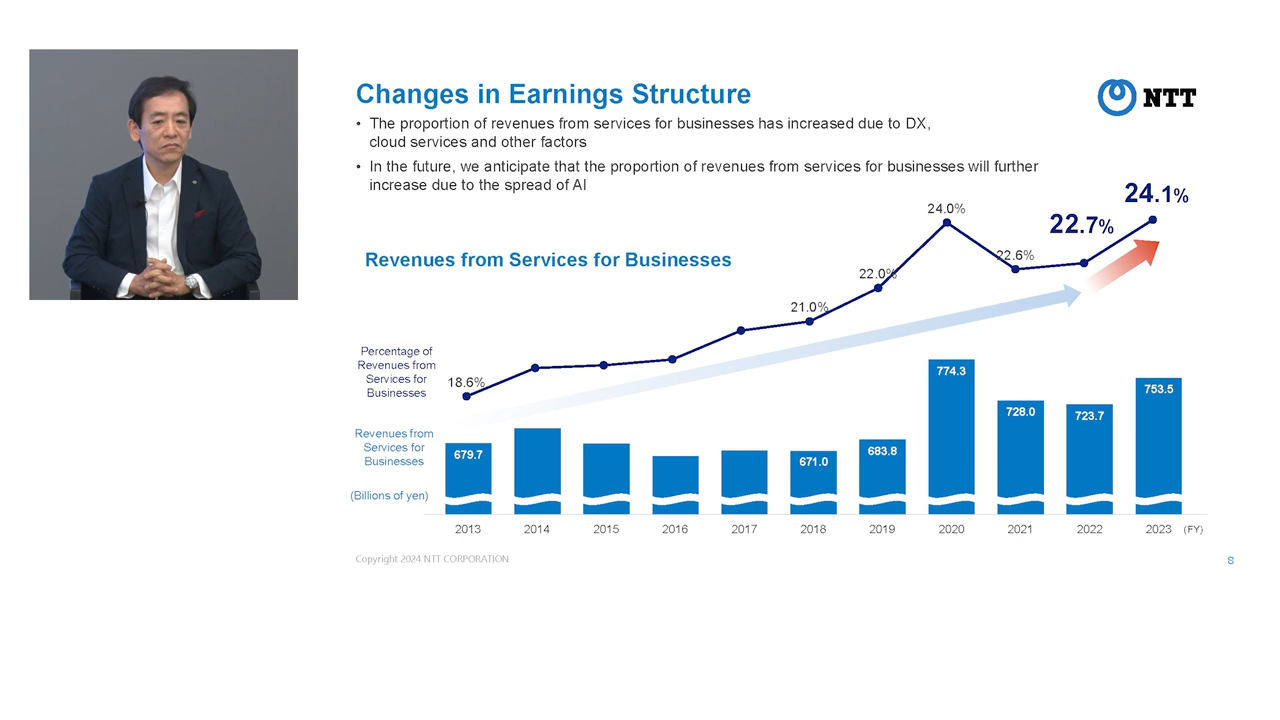 Changes in Earnings Structure
NTT
• The proportion of revenues from services for businesses has increased due to DX,
cloud services and other factors
• In the future, we anticipate that the proportion of revenues from services for businesses will further
increase due to the spread of AI
Revenues from Services for Businesses
24.1%
22.7%
24.0%
22.6%
22.0%
21.0%
18.6%
Percentage of
Revenues from
Services for
Businesses
Revenues from
Services for
Businesses
(Billions of yen)
679.7
671.0
683.8
774.3
728.0
723.7
753.5
2013 2014 2015 2016 2017 2018 2019 2020 2021 2022 2023 (FY)
Copyright 2024 NTT CORPORATION
8